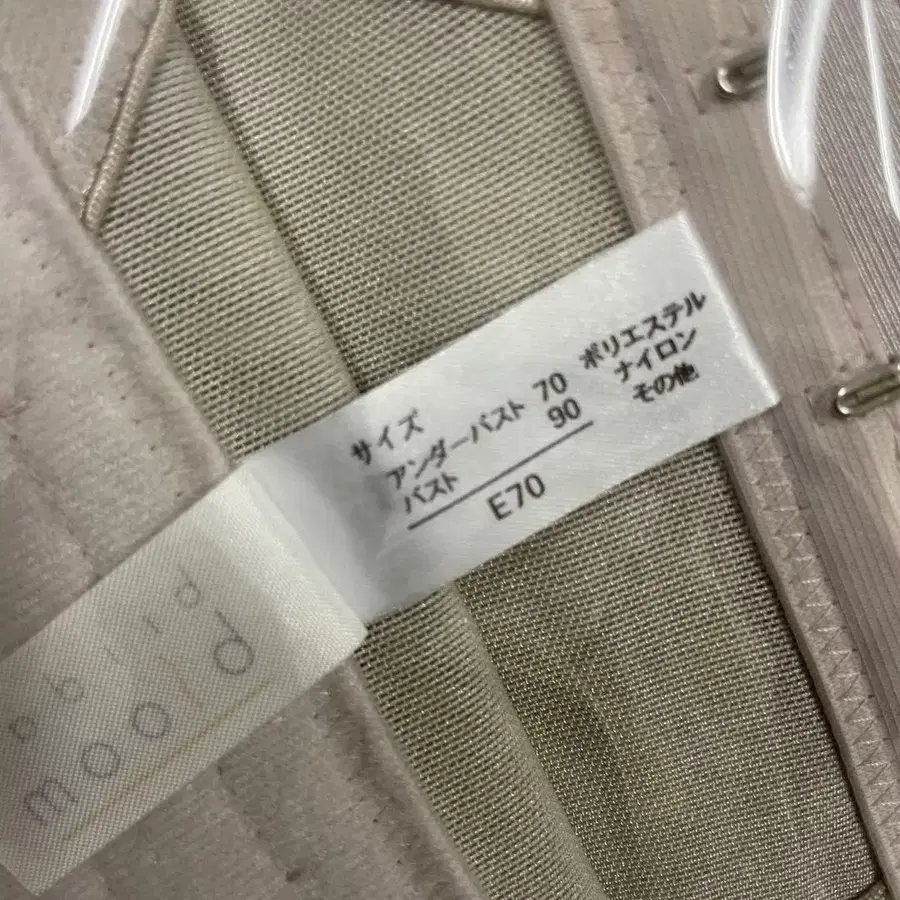 サイズ
アンダーバスト 70
バスト 90
E70
ポリエステル
ナイロン
その他
mooi'd